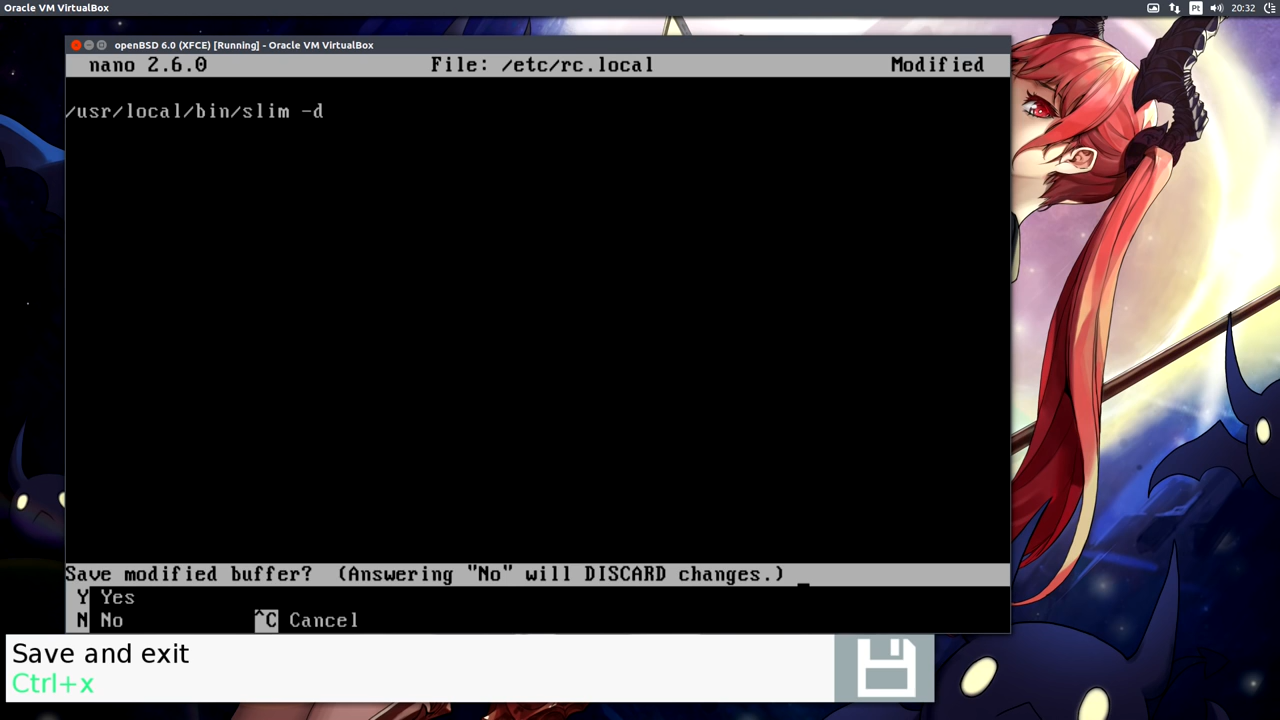 Oracle VM VirtualBox
Pt
20:32
openBSD 6.0 (XFCE) [Running] - Oracle VM VirtualBox
nano 2.6.0 File: /etc/rc.local Modified
/usr/local/bin/slim -d
Save modified buffer? (Answering "No" will DISCARD changes.)
Y Yes
N No ^C Cancel
Save and exit
Ctrl+x